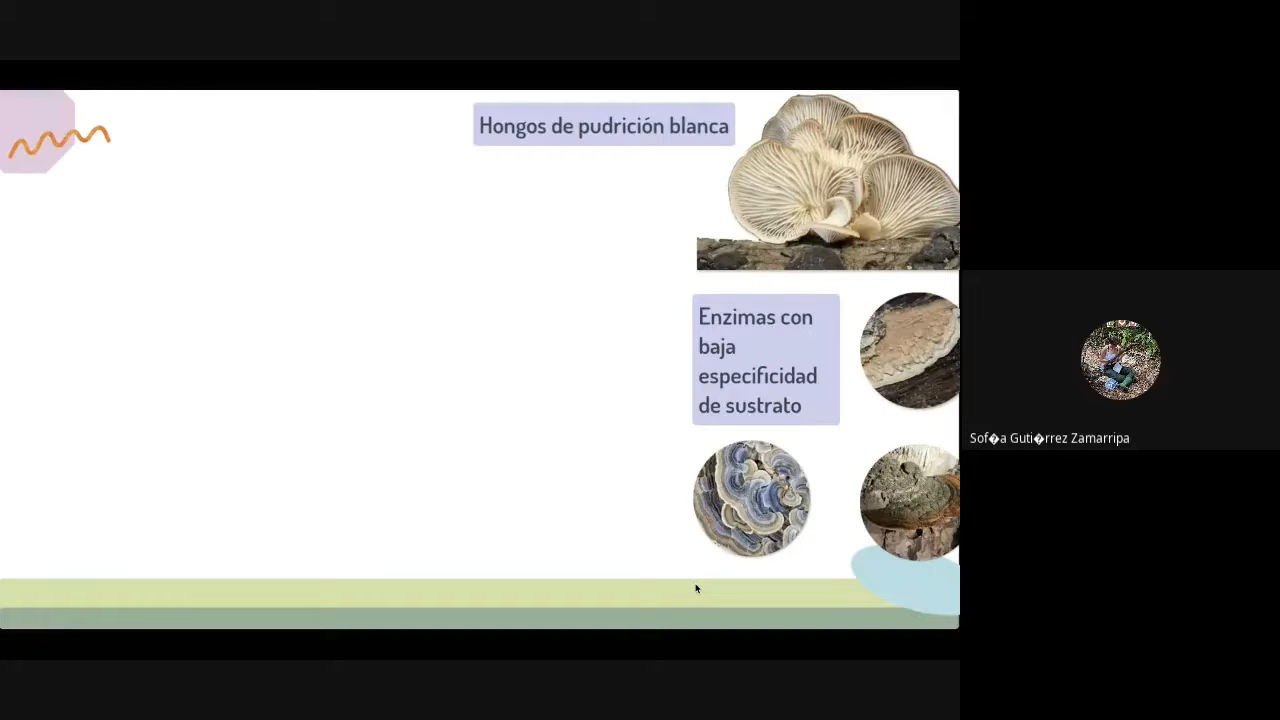 Hongos de pudrición blanca
Enzimas con
baja
especificidad
de sustrato
Sof�a Guti�rrez Zamarripa